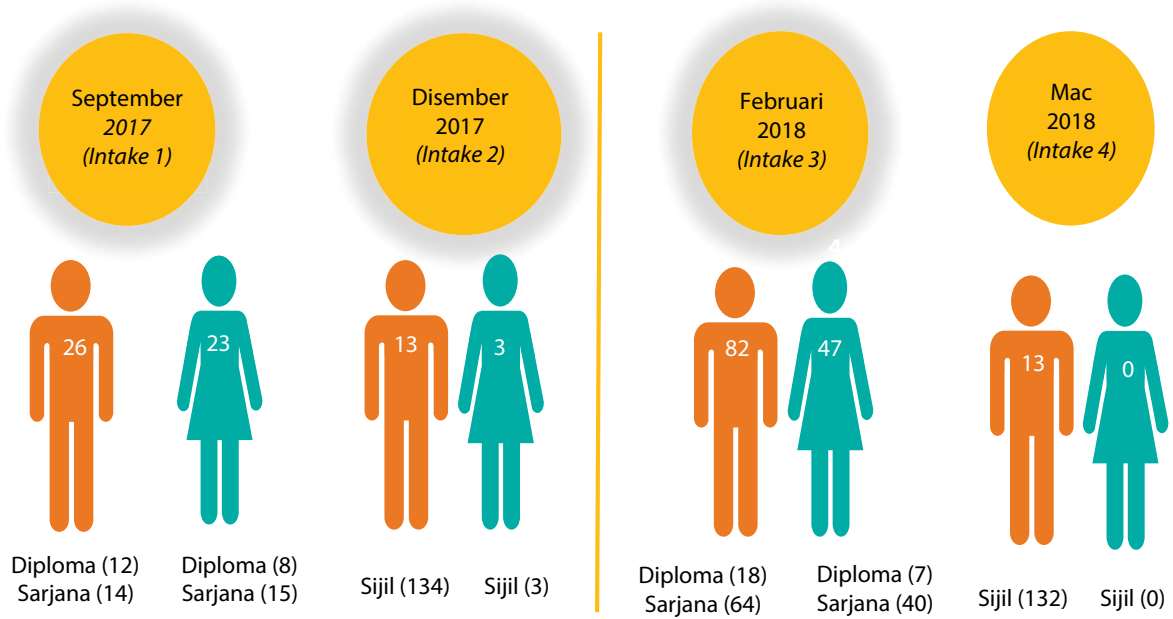 September
2017
(Intake 1)
Disember
2017
(Intake 2)
Februari
2018
(Intake 3)
Mac
2018
(Intake 4)
26
23
13
3
4
82
47
13
0
Diploma (12)
Sarjana (14)
Diploma (8)
Sarjana (15)
Sijil (134)
Sijil (3)
Diploma (18)
Sarjana (64)
Diploma (7)
Sarjana (40)
Sijil (132)
Sijil (0)